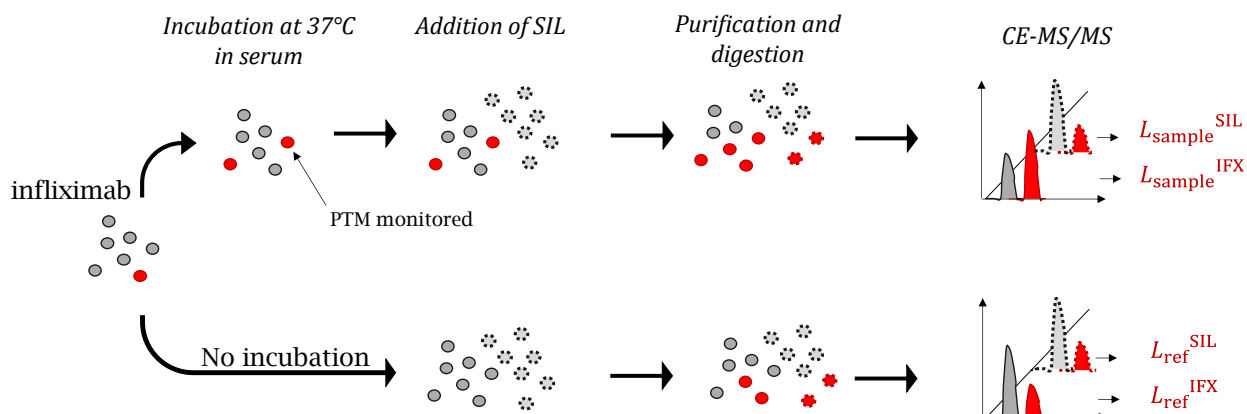 Incubation at 37°C
in serum
Addition of SIL
Purification and
digestion
CE-MS/MS
L_sample^SIL
L_sample^IFX
infliximab
PTM monitored
No incubation
L_ref^SIL
L_ref^IFX